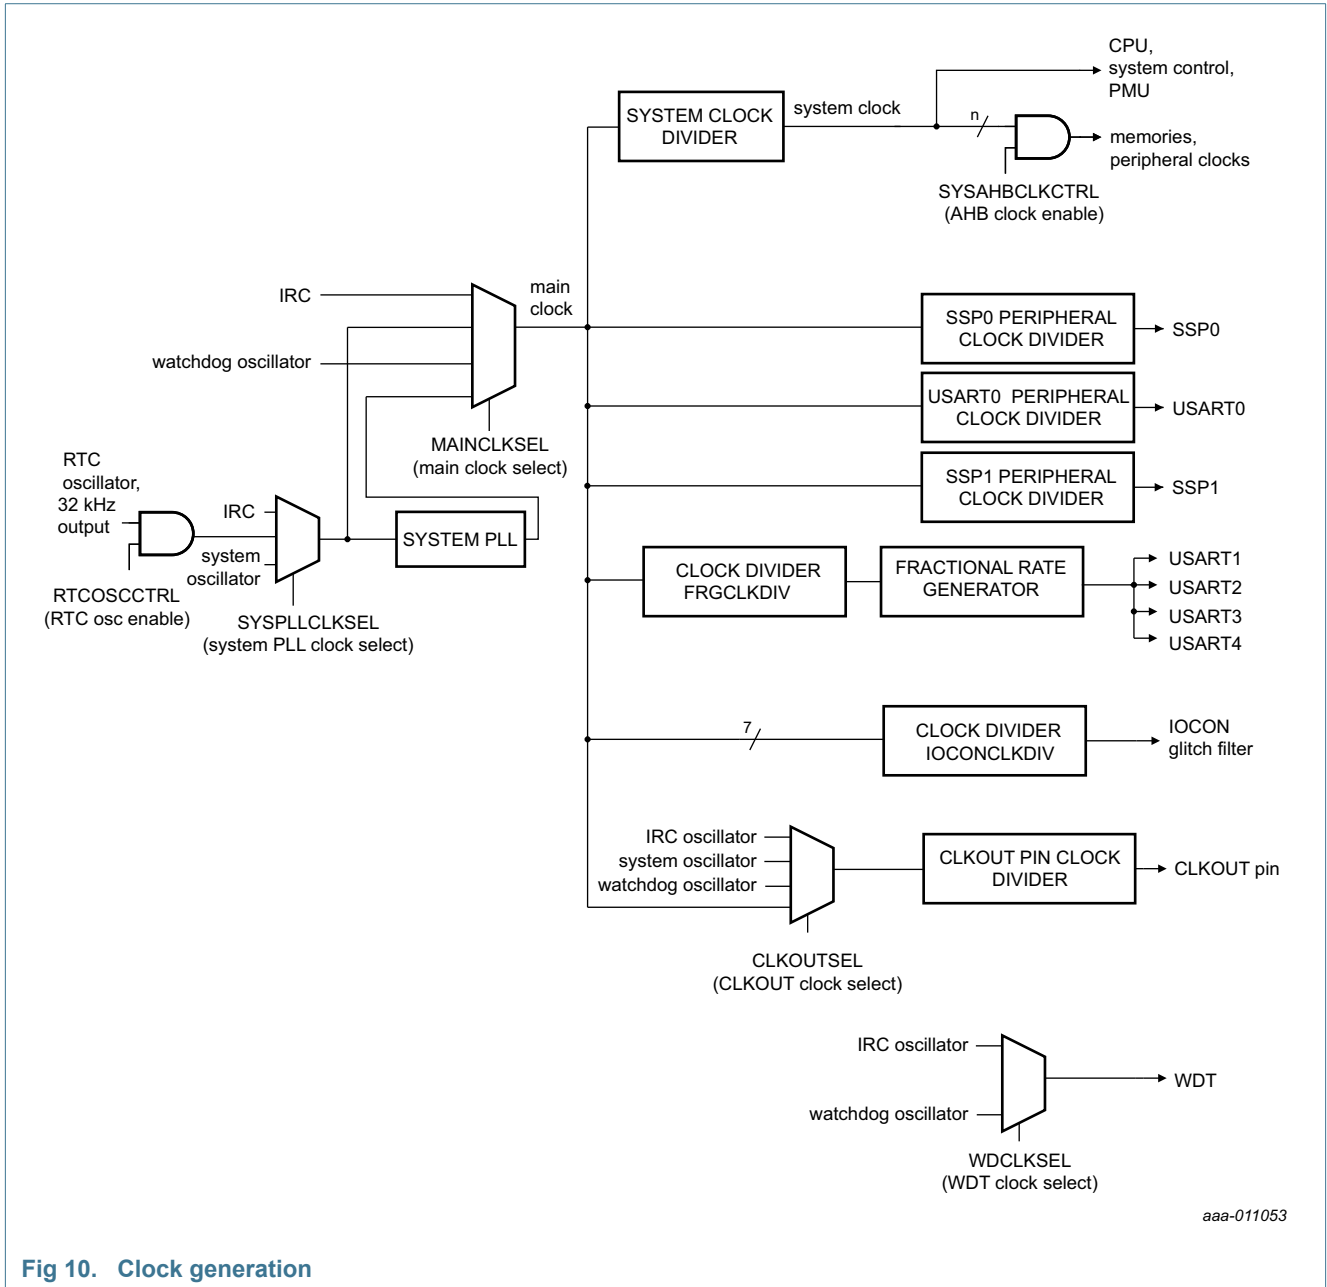 CPU,
system control,
PMU
SYSTEM CLOCK
DIVIDER
system clock
n
memories,
peripheral clocks
SYSAHBCLKCTRL
(AHB clock enable)
IRC
main
clock
watchdog oscillator
MAINCLKSEL
(main clock select)
SSP0 PERIPHERAL
CLOCK DIVIDER
SSP0
USART0 PERIPHERAL
CLOCK DIVIDER
USART0
SSP1 PERIPHERAL
CLOCK DIVIDER
SSP1
RTC
oscillator,
32 kHz
output
RTCOSCCTRL
(RTC osc enable)
IRC
system
oscillator
SYSPLLCLKSEL
(system PLL clock select)
SYSTEM PLL
CLOCK DIVIDER
FRGCLKDIV
FRACTIONAL RATE
GENERATOR
USART1
USART2
USART3
USART4
7
CLOCK DIVIDER
IOCONCLKDIV
IOCON
glitch filter
IRC oscillator
system oscillator
watchdog oscillator
CLKOUTSEL
(CLKOUT clock select)
CLKOUT PIN CLOCK
DIVIDER
CLKOUT pin
IRC oscillator
watchdog oscillator
WDCLKSEL
(WDT clock select)
WDT
aaa-011053
Fig 10. Clock generation